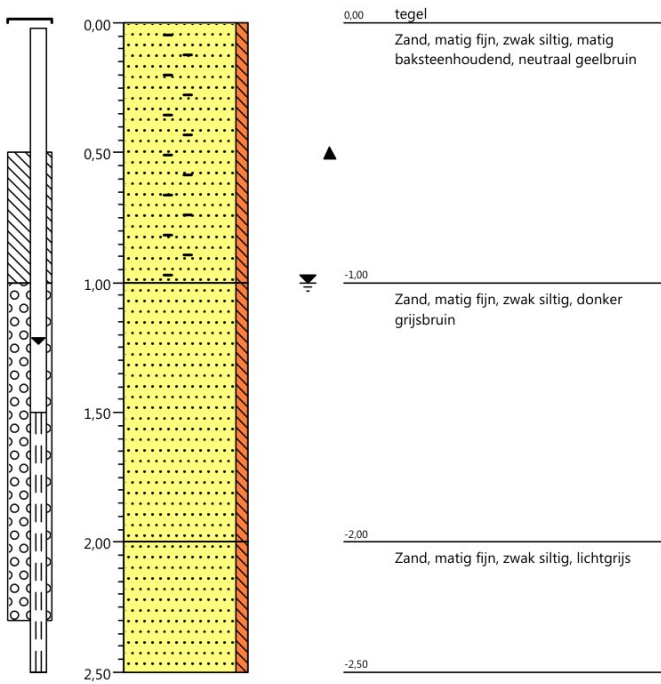 0,00
0,50
1,00
1,50
2,00
2,50
0,00 tegel
Zand, matig fijn, zwak siltig, matig
baksteenhoudend, neutraal geelbruin
-1,00
Zand, matig fijn, zwak siltig, donker
grijsbruin
-2,00
Zand, matig fijn, zwak siltig, lichtgrijs
-2,50